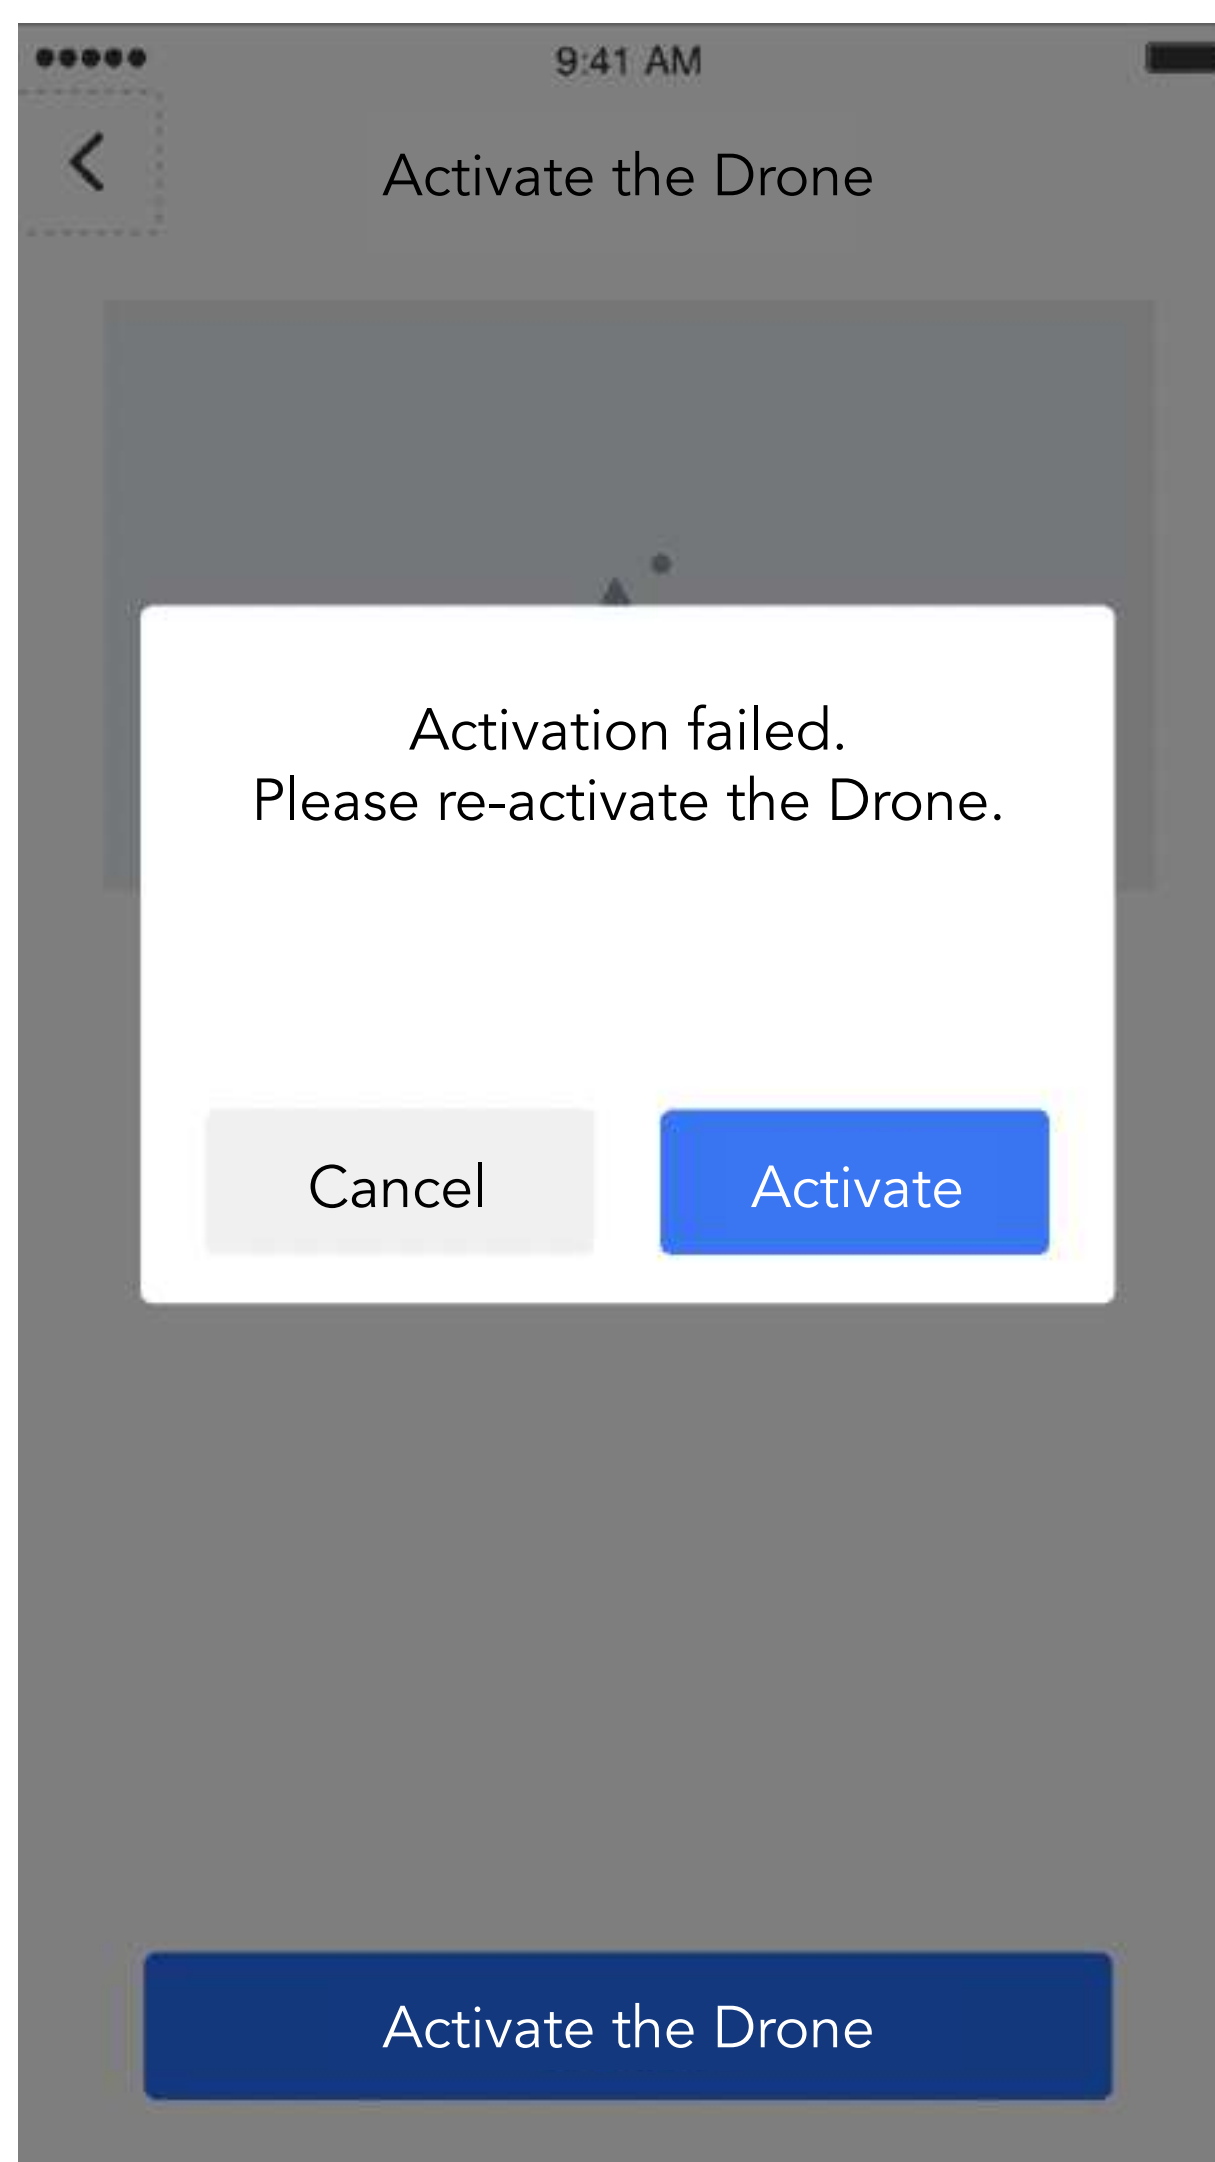 9:41 AM
Activate the Drone
Activation failed.
Please re-activate the Drone.
Cancel
Activate
Activate the Drone